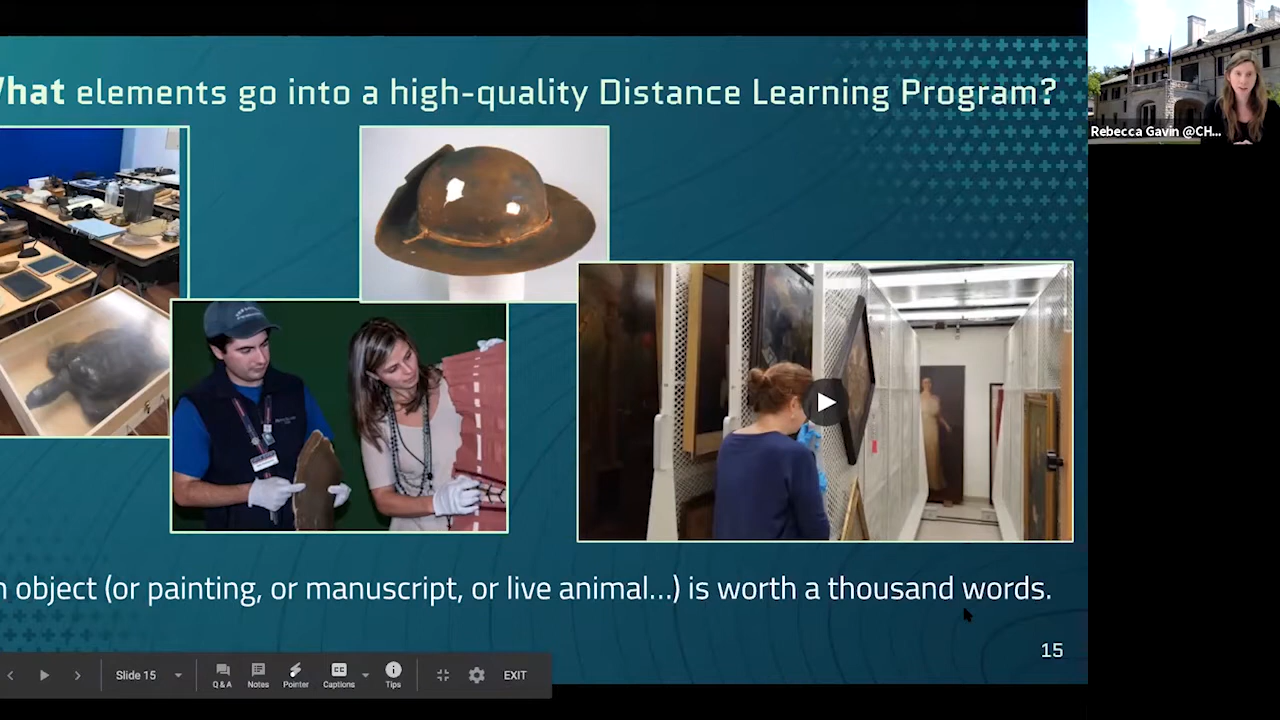 What elements go into a high-quality Distance Learning Program?
Rebecca Gavin @CH...
n object (or painting, or manuscript, or live animal...) is worth a thousand words.
15
Slide 15
Q & A
Notes
Pointer
Captions
Tips
EXIT